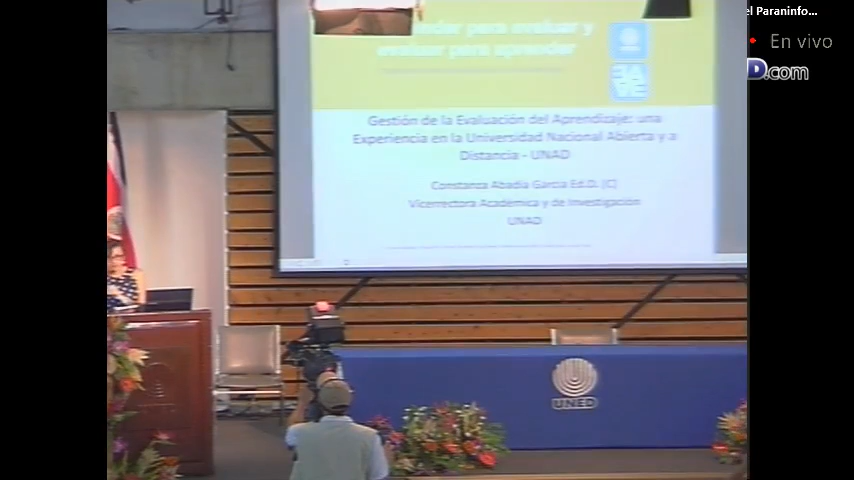 el Paraninfo...
En vivo
D.com
aprender para evaluar y
evaluar para aprender
Gestión de la Evaluación del Aprendizaje: una
Experiencia en la Universidad Nacional Abierta y a
Distancia - UNAD
Constanza Abadía García Ed.D. (C)
Vicerrectora Académica y de Investigación
UNAD
UNED